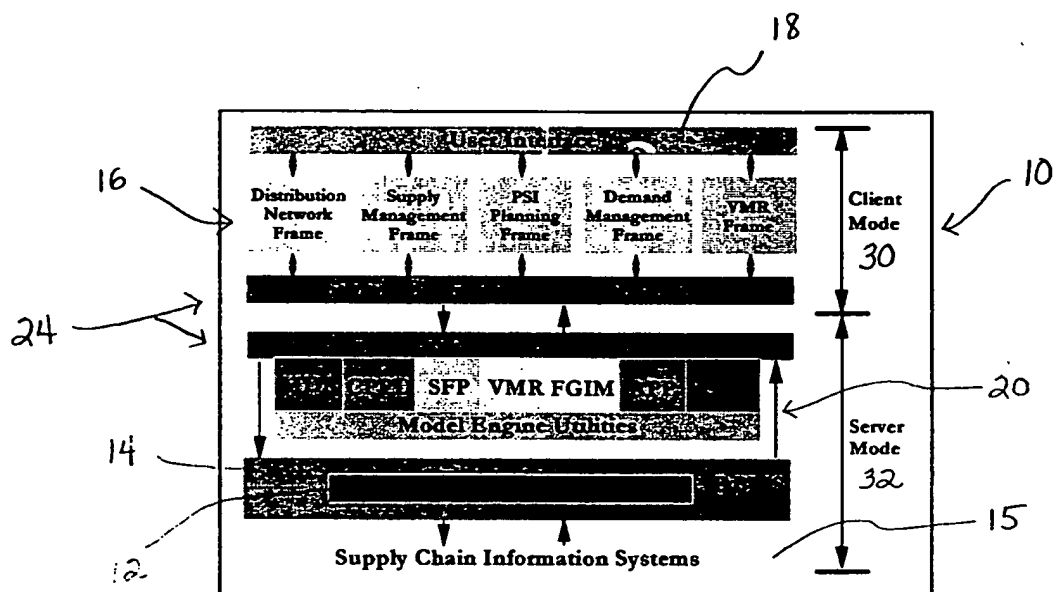 18
User Interface
16
Distribution
Network
Frame
Supply
Management
Frame
PSI
Planning
Frame
Demand
Management
Frame
VMR
Frame
Client
Mode
30
10
24
SFP
VMR FGIM
Model Engine Utilities
20
Server
Mode
32
14
12
15
Supply Chain Information Systems